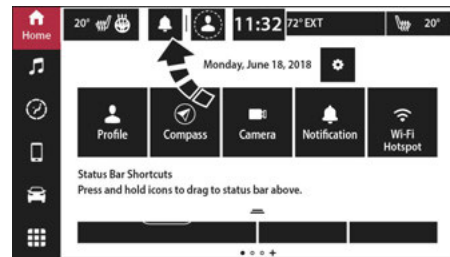 Home
20°
11:32
72° EXT
20°
Monday, June 18, 2018
Profile
Compass
Camera
Notification
Wi-Fi
Hotspot
Status Bar Shortcuts
Press and hold icons to drag to status bar above.